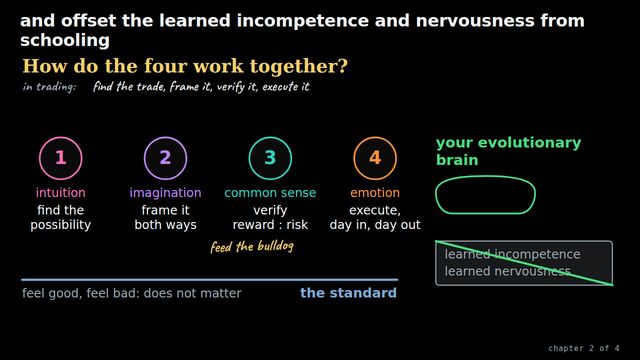 and offset the learned incompetence and nervousness from
schooling
How do the four work together?
in trading: find the trade, frame it, verify it, execute it
1
intuition
find the
possibility
2
imagination
frame it
both ways
3
common sense
verify
reward : risk
4
emotion
execute,
day in, day out
feed the bulldog
your evolutionary
brain
learned incompetence
learned nervousness
feel good, feel bad: does not matter
the standard
chapter 2 of 4